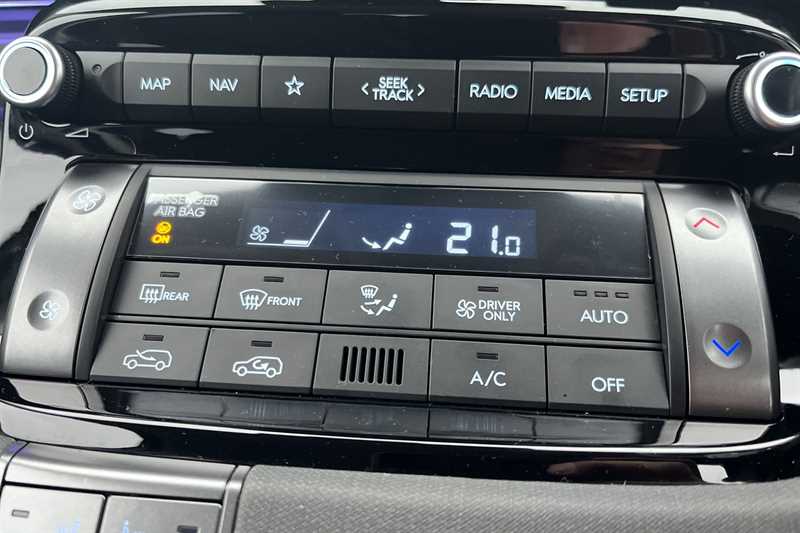 MAP
NAV
SEEK
TRACK
RADIO
MEDIA
SETUP
PASSENGER
AIR BAG
ON
21.0
REAR
FRONT
DRIVER
ONLY
AUTO
A/C
OFF